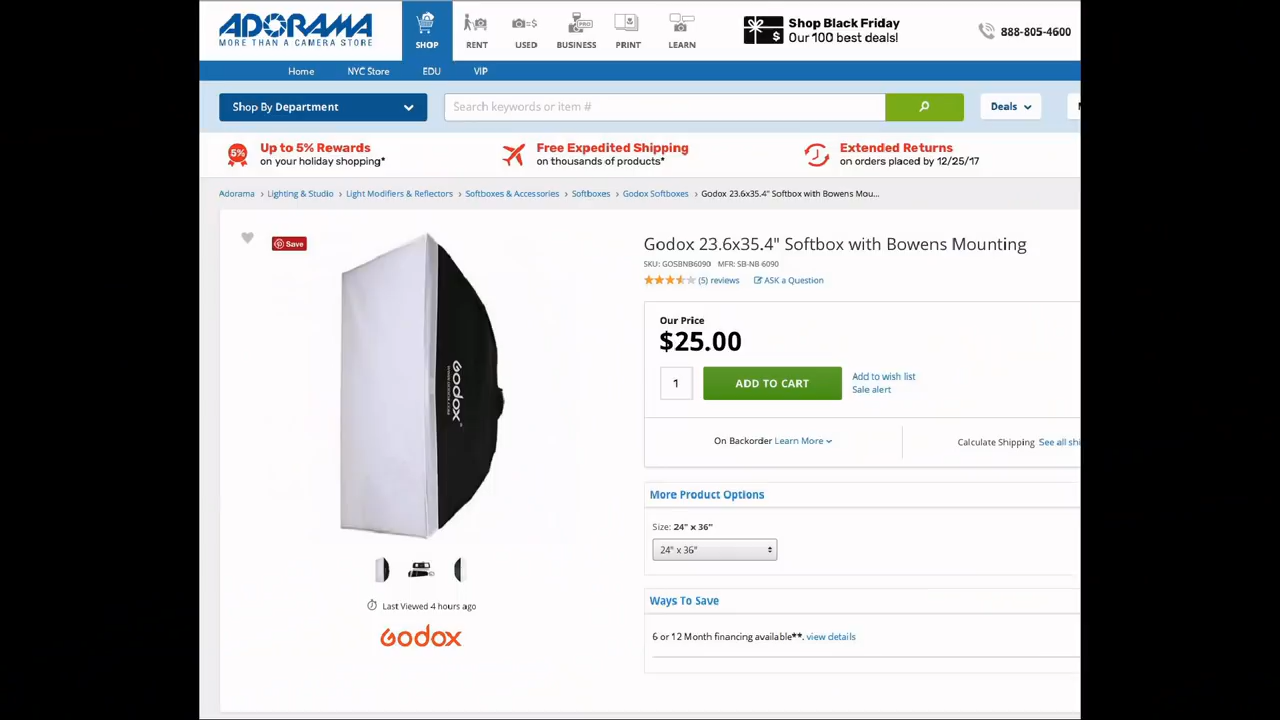 ADORAMA
MORE THAN A CAMERA STORE
SHOP
RENT
USED
BUSINESS
PRINT
LEARN
PRO
Shop Black Friday
Our 100 best deals!
888-805-4600
Home
NYC Store
EDU
VIP
Shop By Department
Search keywords or item #
Deals
5%
Up to 5% Rewards
on your holiday shopping*
Free Expedited Shipping
on thousands of products*
Extended Returns
on orders placed by 12/25/17
Adorama › Lighting & Studio › Light Modifiers & Reflectors › Softboxes & Accessories › Softboxes › Godox Softboxes › Godox 23.6x35.4" Softbox with Bowens Mou...
Save
Godox
Godox 23.6x35.4" Softbox with Bowens Mounting
SKU: GOSBNB6090 MFR: SB-NB 6090
(5) reviews ASK a Question
Our Price
$25.00
1
ADD TO CART
Add to wish list
Sale alert
On Backorder Learn More
Calculate Shipping See all shi
More Product Options
Size: 24" x 36"
24" x 36"
Last Viewed 4 hours ago
Godox
Ways To Save
6 or 12 Month financing available**. view details